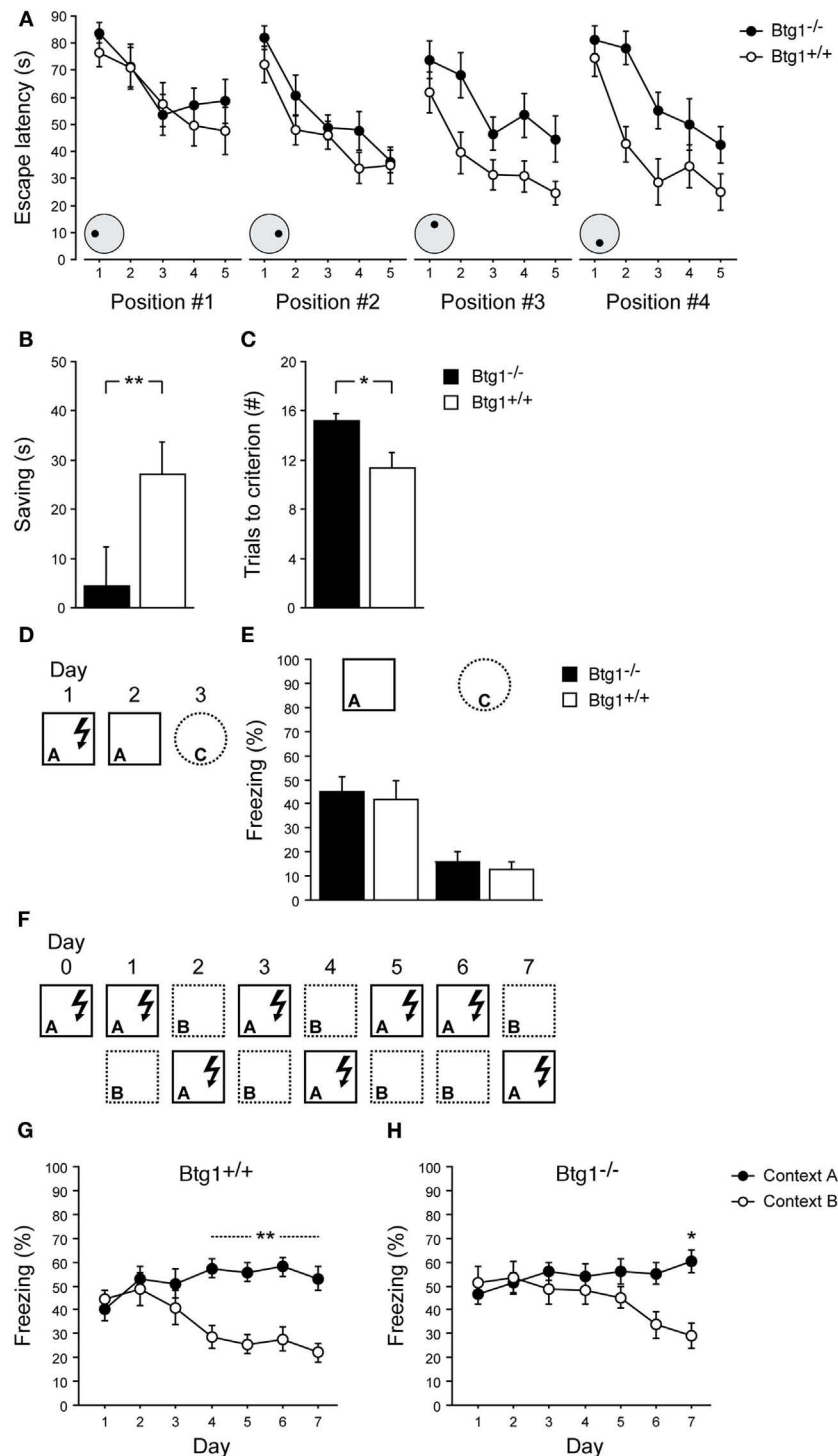 A
Escape latency (s)
90
80
70
60
50
40
30
20
10
0
Btg1-/-
Btg1+/+
1 2 3 4 5 1 2 3 4 5 1 2 3 4 5 1 2 3 4 5
Position #1 Position #2 Position #3 Position #4
B
Saving (s)
50
40
30
20
10
0
**
C
Trials to criterion (#)
20
16
12
8
4
0
*
Btg1-/-
Btg1+/+
D
Day
1 2 3
A A C
E
Freezing (%)
100
90
80
70
60
50
40
30
20
10
0
A C
Btg1-/-
Btg1+/+
F
Day
0 1 2 3 4 5 6 7
A A B A B A A B
B A B A B B A
G
Btg1+/+
Freezing (%)
100
90
80
70
60
50
40
30
20
10
0
**
1 2 3 4 5 6 7
Day
H
Btg1-/-
Freezing (%)
100
90
80
70
60
50
40
30
20
10
0
*
1 2 3 4 5 6 7
Day
Context A
Context B